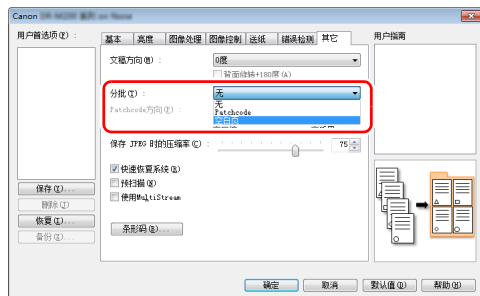 Canon
用户首选项(E):
基本 亮度 图像处理 图像控制 送纸 错误检测 其它
用户指南
文稿方向(M): 0度
背面旋转+180度(A)
分批(T): 无
无
Patchcode
Patchcode方向(P):
空白页
保存 JPEG 时的压缩率(C): 75
快速恢复系统(R)
预扫描(N)
使用MultiStream
条形码(B)...
保存(V)...
删除(I)
恢复(S)...
备份(G)...
确定 取消 默认值(D) 帮助(H)